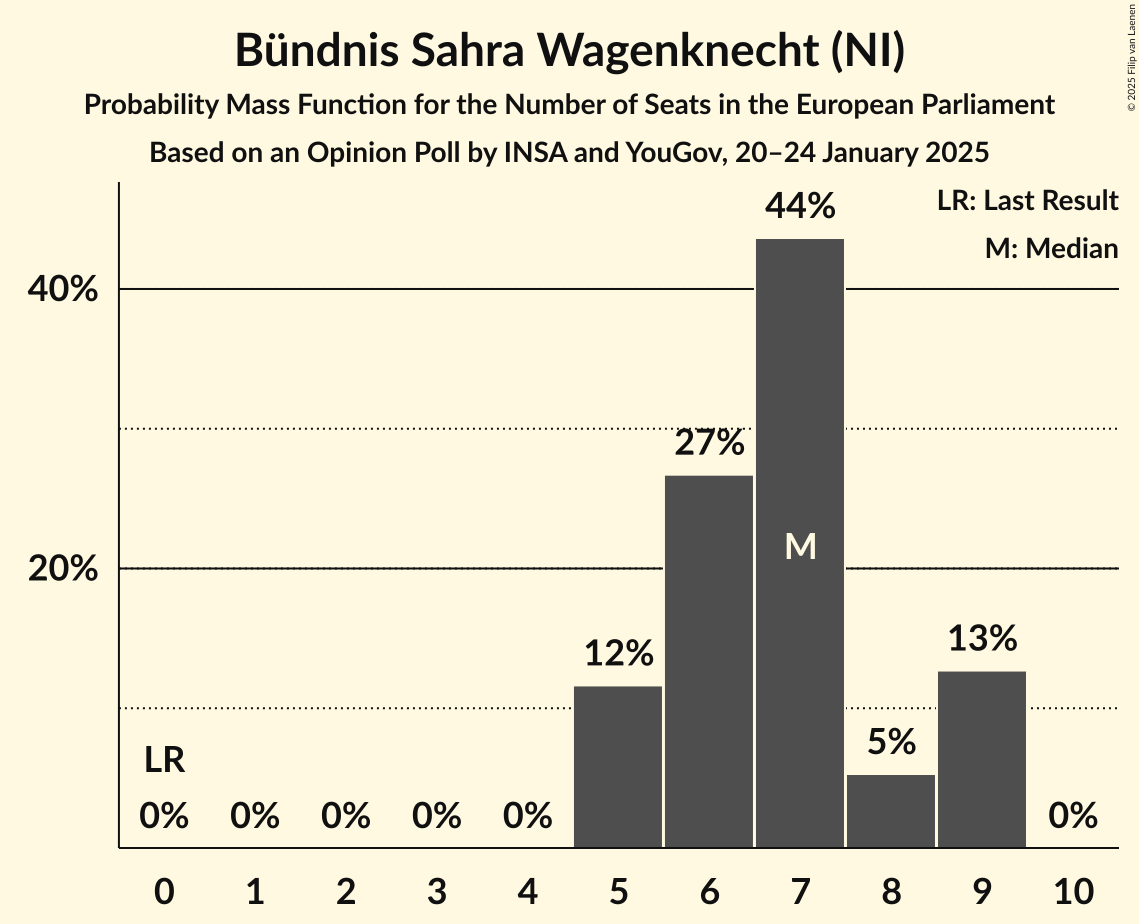 Bündnis Sahra Wagenknecht (NI)
Probability Mass Function for the Number of Seats in the European Parliament
Based on an Opinion Poll by INSA and YouGov, 20–24 January 2025
© 2025 Filip van Laenen
LR: Last Result
M: Median
44%
40%
27%
M
20%
12%
13%
5%
LR
0% 0% 0% 0% 0% 0%
0 1 2 3 4 5 6 7 8 9 10